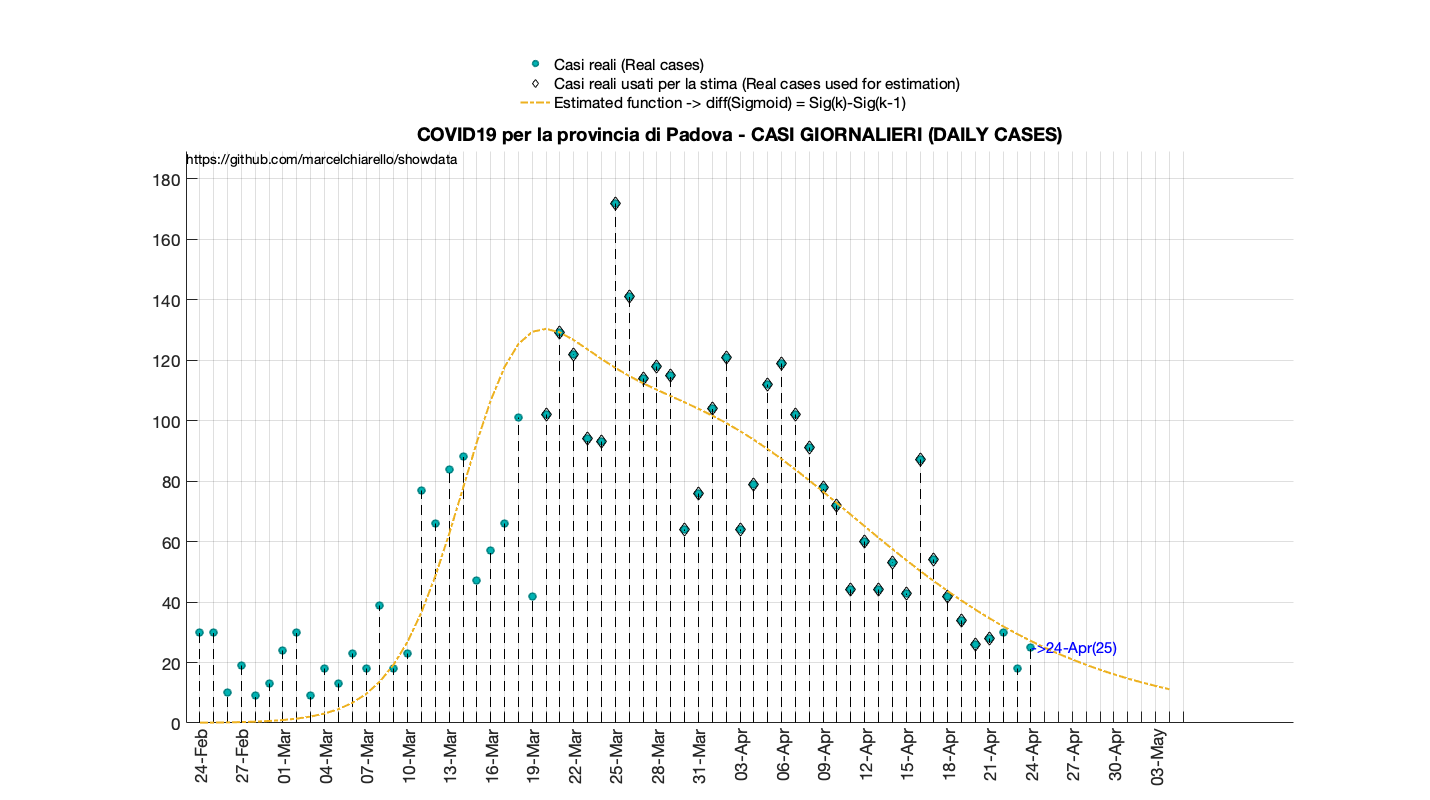 Casi reali (Real cases)
Casi reali usati per la stima (Real cases used for estimation)
Estimated function -> diff(Sigmoid) = Sig(k)-Sig(k-1)
COVID19 per la provincia di Padova - CASI GIORNALIERI (DAILY CASES)
https://github.com/marcelchiarello/showdata
180
160
140
120
100
80
60
40
20
0
->24-Apr(25)
24-Feb
27-Feb
01-Mar
04-Mar
07-Mar
10-Mar
13-Mar
16-Mar
19-Mar
22-Mar
25-Mar
28-Mar
31-Mar
03-Apr
06-Apr
09-Apr
12-Apr
15-Apr
18-Apr
21-Apr
24-Apr
27-Apr
30-Apr
03-May